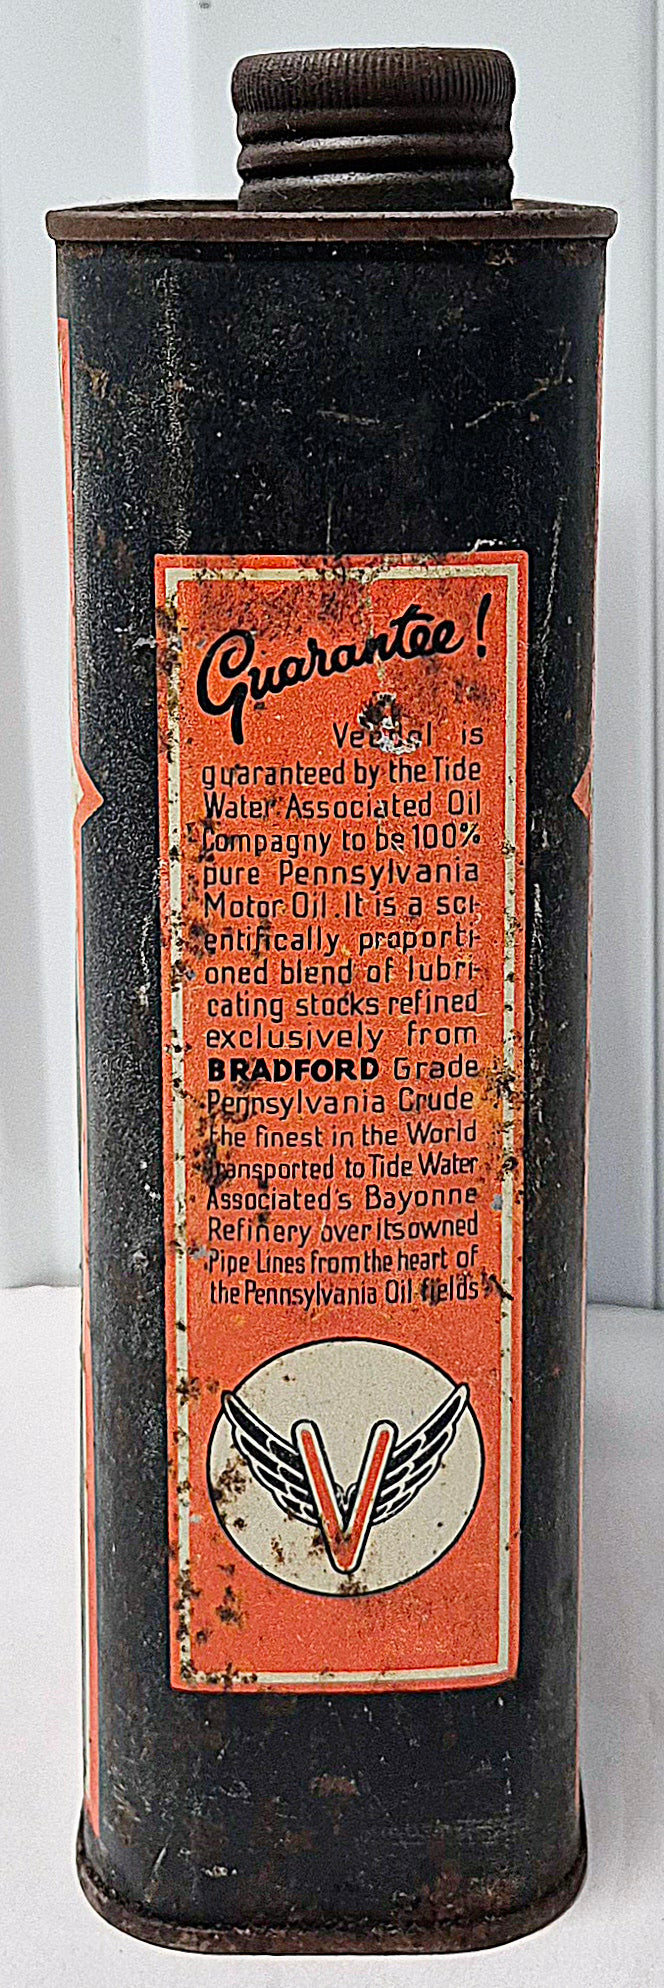 Guarantee!
Veedol is
guaranteed by the Tide
Water Associated Oil
Compagny to be 100%
pure Pennsylvania
Motor Oil. It is a sci-
entifically proporti-
oned blend of lubri-
cating stocks refined
exclusively from
BRADFORD Grade
Pennsylvania Crude
the finest in the World
transported to Tide Water
Associated's Bayonne
Refinery over its owned
Pipe Lines from the heart of
the Pennsylvania Oil fields
V